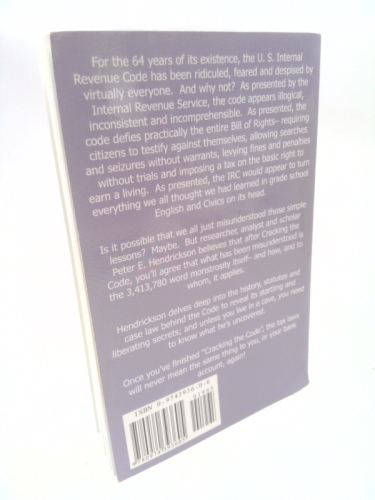 For the 64 years of its existence, the U. S. Internal
Revenue Code has been ridiculed, feared and despised by
virtually everyone. And why not? As presented by the
Internal Revenue Service, the code appears illogical,
inconsistent and incomprehensible. As presented, the
code defies practically the entire Bill of Rights– requiring
citizens to testify against themselves, allowing searches
and seizures without warrants, levying fines and penalties
without trials and imposing a tax on the basic right to
earn a living. As presented, the IRC would appear to turn
everything we all thought we had learned in grade school
English and Civics on its head.
Is it possible that we all just misunderstood those simple
lessons? Maybe. But researcher, analyst and scholar
Peter E. Hendrickson believes that after Cracking the
Code, you'll agree that what has been misunderstood is
the 3,413,780 word monstrosity itself– and how, and to
whom, it applies.
Hendrickson delves deep into the history, statutes and
case law behind the Code to reveal its startling and
liberating secrets; and unless you live in a cave, you need
to know what he's uncovered.
Once you've finished "Cracking the Code", the tax laws
will never mean the same thing to you, or your bank
account, again!
ISBN 0-9743936-0-6